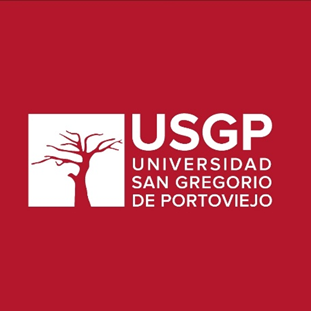 USGP
UNIVERSIDAD
SAN GREGORIO
DE PORTOVIEJO